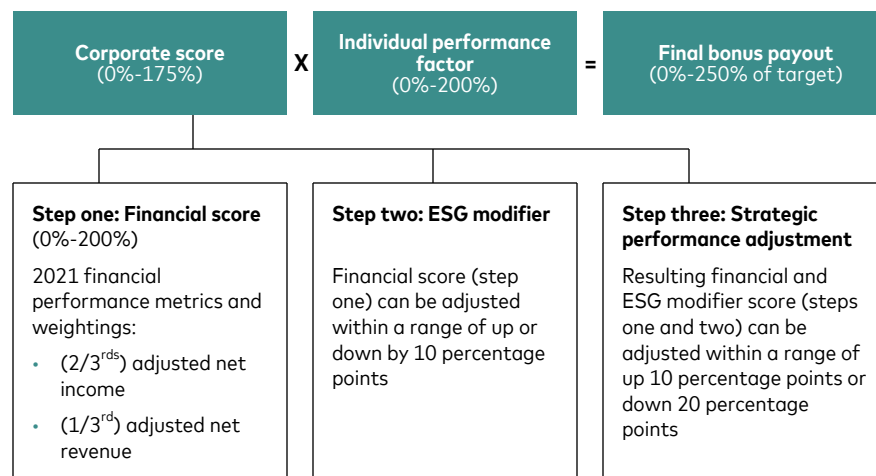 Corporate score
(0%-175%)
X
Individual performance
factor
(0%-200%)
=
Final bonus payout
(0%-250% of target)
Step one: Financial score
(0%-200%)
2021 financial
performance metrics and
weightings:
• (2/3rds) adjusted net
income
• (1/3rd) adjusted net
revenue
Step two: ESG modifier
Financial score (step
one) can be adjusted
within a range of up or
down by 10 percentage
points
Step three: Strategic
performance adjustment
Resulting financial and
ESG modifier score (steps
one and two) can be
adjusted within a range of
up 10 percentage points or
down 20 percentage
points